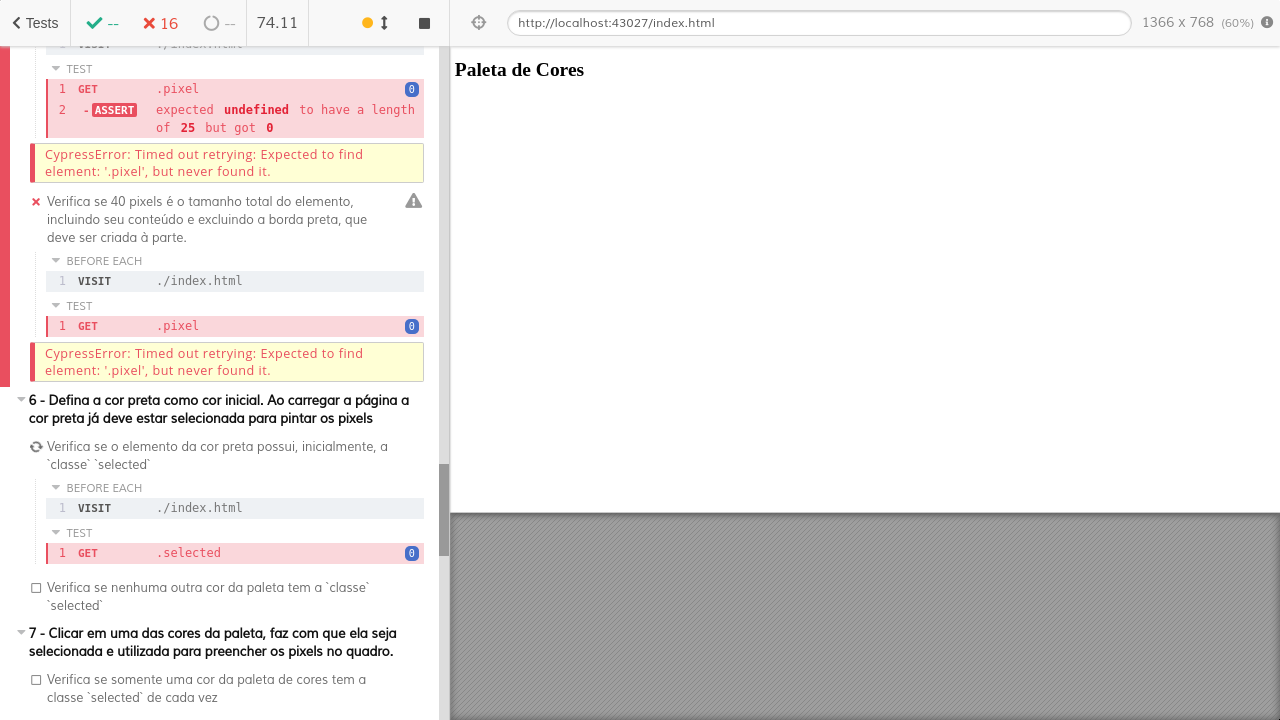 Tests
--
16
--
74.11
http://localhost:43027/index.html
1366 x 768 (60%)
TEST
1 GET .pixel 0
2 - ASSERT expected undefined to have a length
of 25 but got 0
CypressError: Timed out retrying: Expected to find
element: '.pixel', but never found it.
Verifica se 40 pixels é o tamanho total do elemento,
incluindo seu conteúdo e excluindo a borda preta, que
deve ser criada à parte.
BEFORE EACH
1 VISIT ./index.html
TEST
1 GET .pixel 0
CypressError: Timed out retrying: Expected to find
element: '.pixel', but never found it.
6 - Defina a cor preta como cor inicial. Ao carregar a página a
cor preta já deve estar selecionada para pintar os pixels
Verifica se o elemento da cor preta possui, inicialmente, a
`classe` `selected`
BEFORE EACH
1 VISIT ./index.html
TEST
1 GET .selected 0
Verifica se nenhuma outra cor da paleta tem a `classe`
`selected`
7 - Clicar em uma das cores da paleta, faz com que ela seja
selecionada e utilizada para preencher os pixels no quadro.
Verifica se somente uma cor da paleta de cores tem a
classe `selected` de cada vez
Paleta de Cores